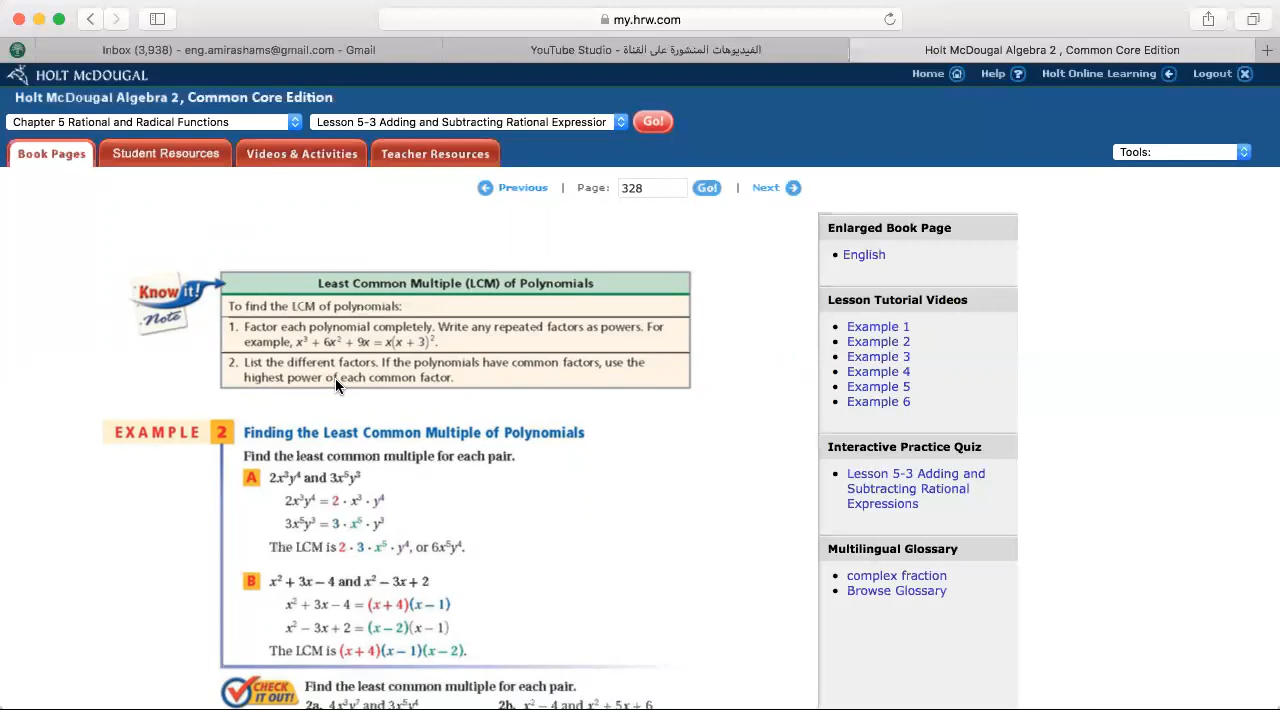 my.hrw.com
Inbox (3,938) - eng.amirashams@gmail.com - Gmail
YouTube Studio - الفيديوهات المنشورة على القناة
Holt McDougal Algebra 2 , Common Core Edition
HOLT McDOUGAL
Home
Help ?
Holt Online Learning
Logout
Holt McDougal Algebra 2, Common Core Edition
Chapter 5 Rational and Radical Functions
Lesson 5-3 Adding and Subtracting Rational Expression
Go!
Book Pages
Student Resources
Videos & Activities
Teacher Resources
Tools:
Previous | Page: 328 Go! | Next
Know it!
Note
Least Common Multiple (LCM) of Polynomials
To find the LCM of polynomials:
1. Factor each polynomial completely. Write any repeated factors as powers. For
example, x³ + 6x² + 9x = x(x + 3)².
2. List the different factors. If the polynomials have common factors, use the
highest power of each common factor.
EXAMPLE 2 Finding the Least Common Multiple of Polynomials
Find the least common multiple for each pair.
A 2x³y⁴ and 3x⁵y³
2x³y⁴ = 2 · x³ · y⁴
3x⁵y³ = 3 · x⁵ · y³
The LCM is 2 · 3 · x⁵ · y⁴, or 6x⁵y⁴.
B x² + 3x − 4 and x² − 3x + 2
x² + 3x − 4 = (x + 4)(x − 1)
x² − 3x + 2 = (x − 2)(x − 1)
The LCM is (x + 4)(x − 1)(x − 2).
CHECK IT OUT!
Find the least common multiple for each pair.
2a. 4x³y⁷ and 3x⁵y⁴
2b. x² − 4 and x² + 5x + 6
Enlarged Book Page
English
Lesson Tutorial Videos
Example 1
Example 2
Example 3
Example 4
Example 5
Example 6
Interactive Practice Quiz
Lesson 5-3 Adding and
Subtracting Rational
Expressions
Multilingual Glossary
complex fraction
Browse Glossary